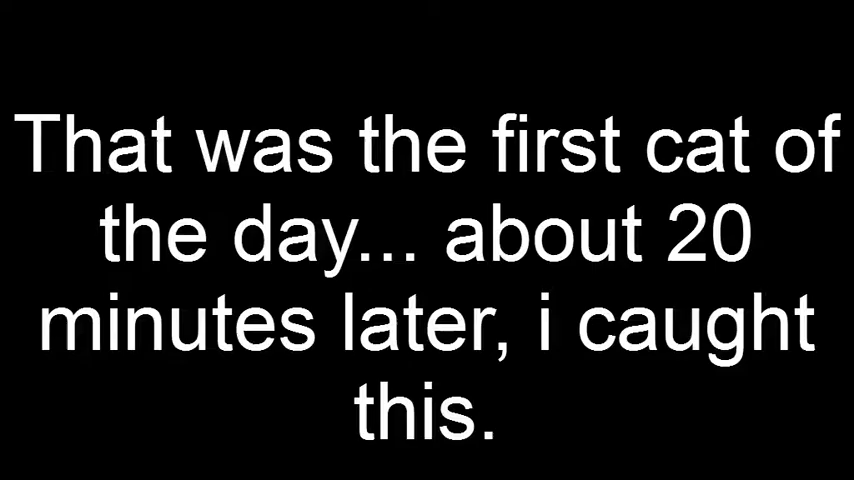 That was the first cat of
the day... about 20
minutes later, i caught
this.